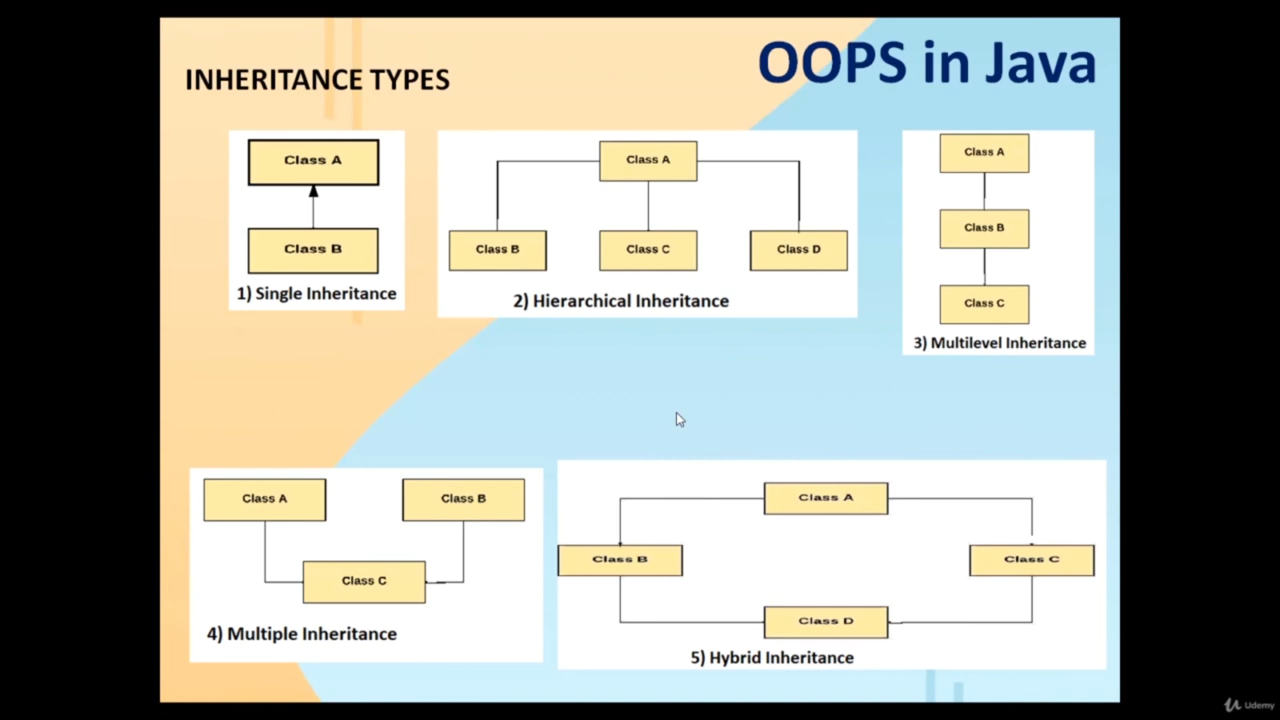 OOPS in Java
INHERITANCE TYPES
Class A
Class B
1) Single Inheritance
Class A
Class B
Class C
Class D
2) Hierarchical Inheritance
Class A
Class B
Class C
3) Multilevel Inheritance
Class A
Class B
Class C
4) Multiple Inheritance
Class A
Class B
Class C
Class D
5) Hybrid Inheritance
Udemy